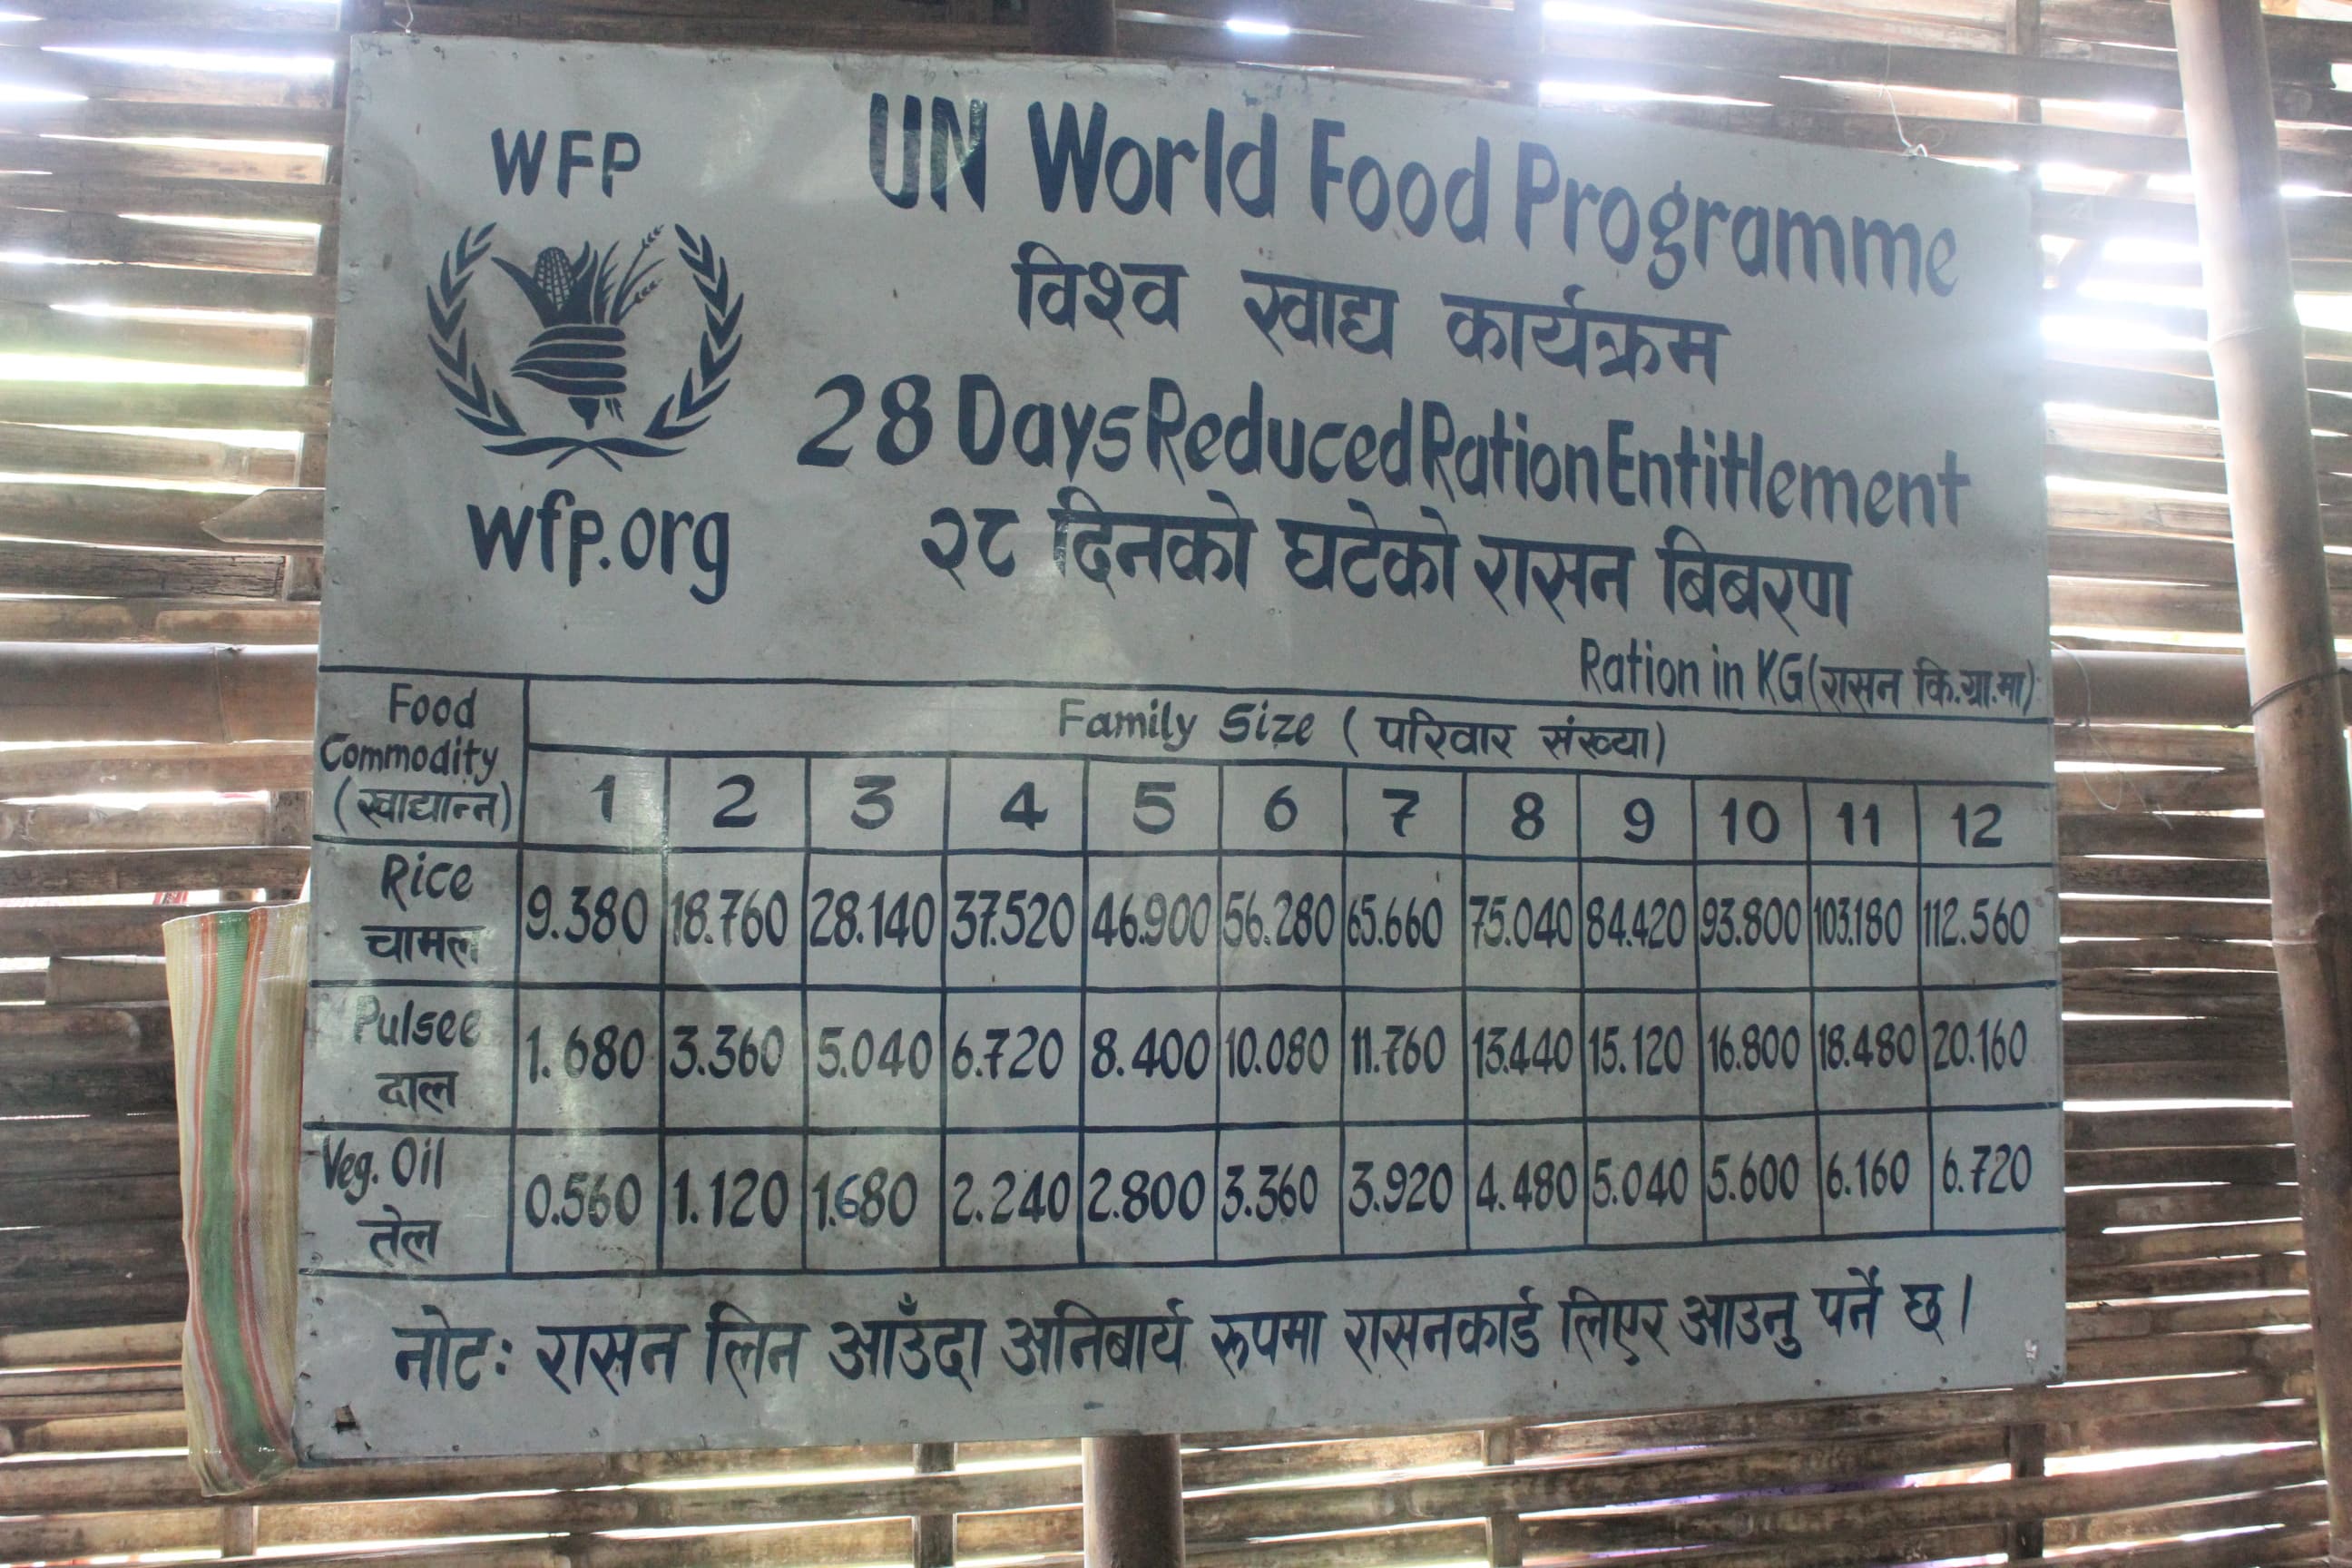 WFP
UN World Food Programme
विश्व खाद्य कार्यक्रम
28 Days Reduced Ration Entitlement
wfp.org
२८ दिनको घटेको रासन बिबरण
Ration in KG (रासन कि.ग्रा.मा)
Food Commodity (खाद्यान्न)
Family Size ( परिवार संख्या)
1 2 3 4 5 6 7 8 9 10 11 12
Rice चामल 9.380 18.760 28.140 37.520 46.900 56.280 65.660 75.040 84.420 93.800 103.180 112.560
Pulsee दाल 1.680 3.360 5.040 6.720 8.400 10.080 11.760 13.440 15.120 16.800 18.480 20.160
Veg. Oil तेल 0.560 1.120 1.680 2.240 2.800 3.360 3.920 4.480 5.040 5.600 6.160 6.720
नोट: रासन लिन आउँदा अनिबार्य रूपमा रासनकार्ड लिएर आउनु पर्ने छ।